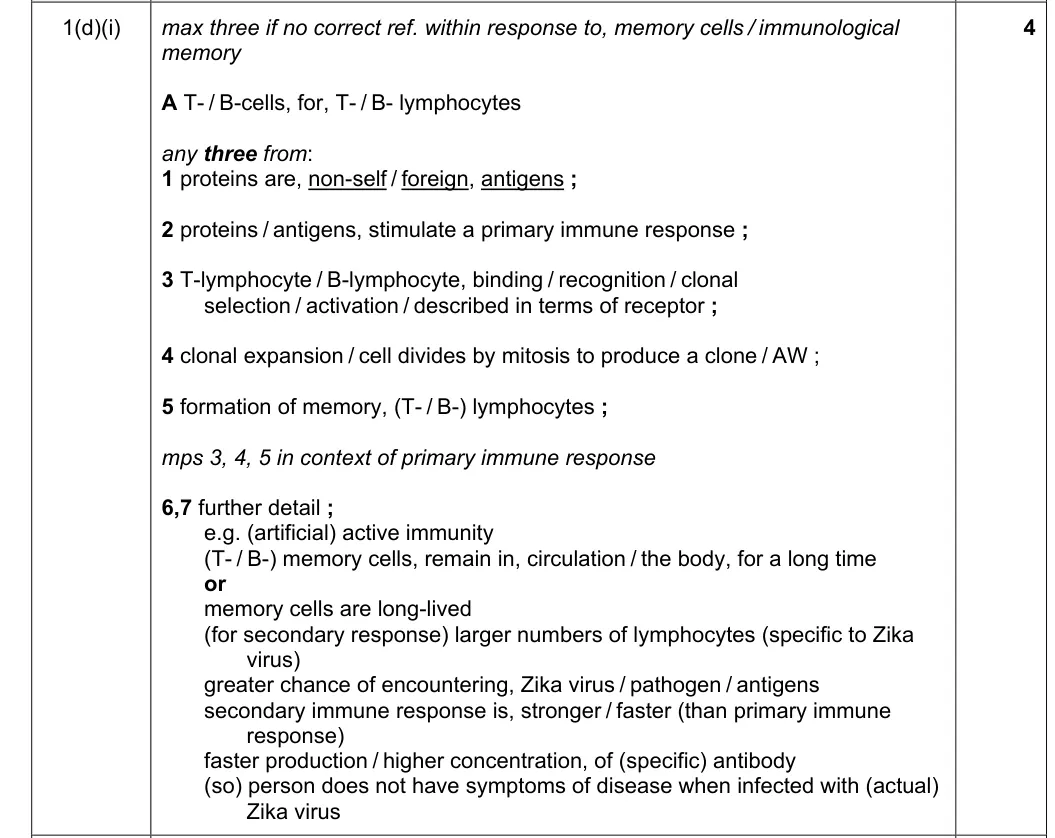 1(d)(i)
max three if no correct ref. within response to, memory cells / immunological
memory
4
A T- / B-cells, for, T- / B- lymphocytes
any three from:
1 proteins are, non-self / foreign, antigens ;
2 proteins / antigens, stimulate a primary immune response ;
3 T-lymphocyte / B-lymphocyte, binding / recognition / clonal
selection / activation / described in terms of receptor ;
4 clonal expansion / cell divides by mitosis to produce a clone / AW ;
5 formation of memory, (T- / B-) lymphocytes ;
mps 3, 4, 5 in context of primary immune response
6,7 further detail ;
e.g. (artificial) active immunity
(T- / B-) memory cells, remain in, circulation / the body, for a long time
or
memory cells are long-lived
(for secondary response) larger numbers of lymphocytes (specific to Zika
virus)
greater chance of encountering, Zika virus / pathogen / antigens
secondary immune response is, stronger / faster (than primary immune
response)
faster production / higher concentration, of (specific) antibody
(so) person does not have symptoms of disease when infected with (actual)
Zika virus